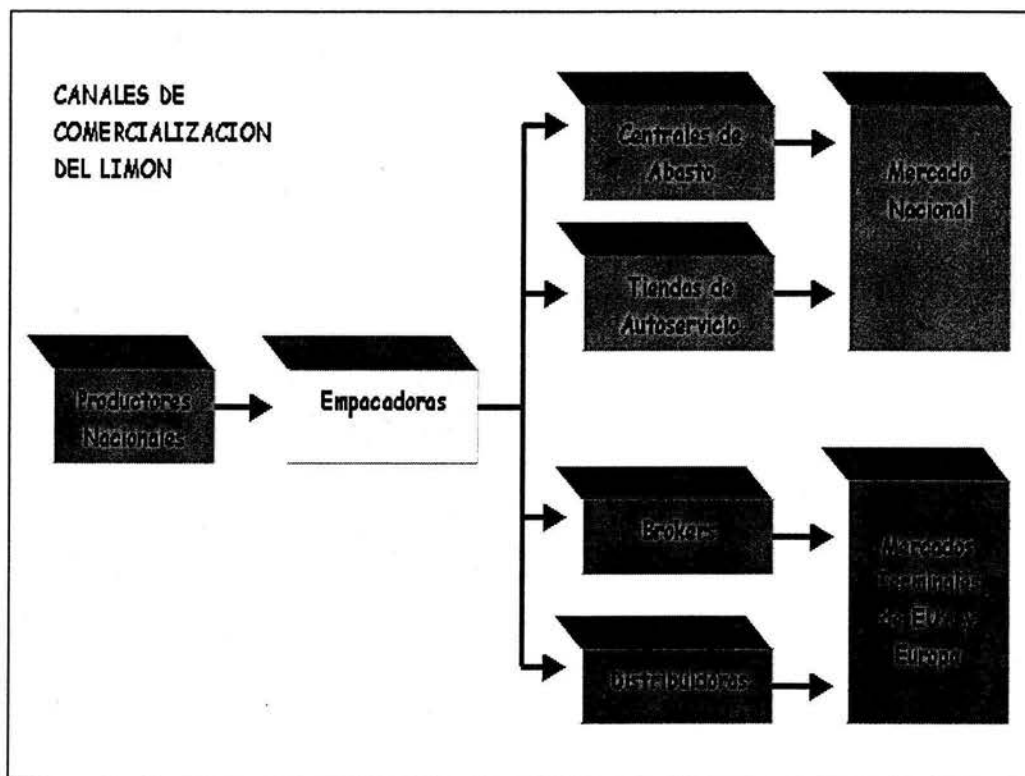 CANALES DE
COMERCIALIZACION
DEL LIMON
Centrales de
Abasto
Mercado
Nacional
Tiendas de
Autoservicio
Productores
Nacionales
Empacadoras
Brokers
Mercados
Terminales
de EUA y
Europa
Distribuidoras